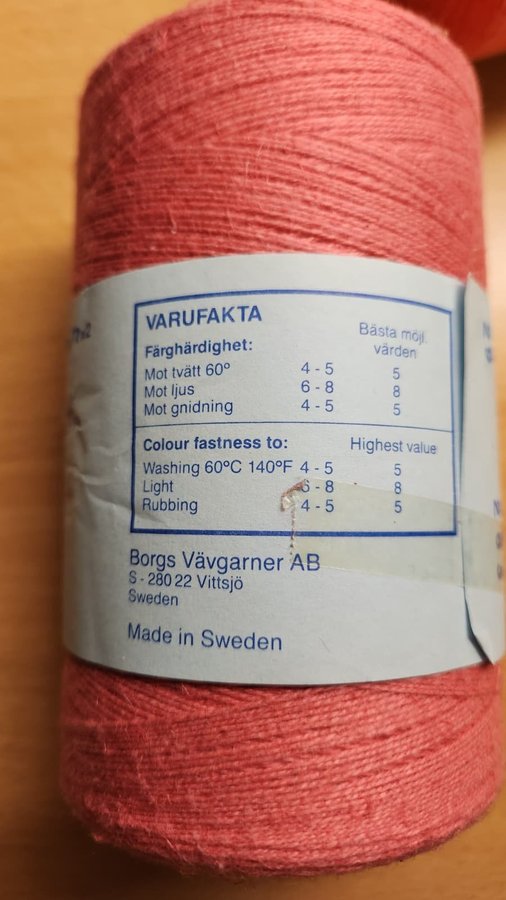 VARUFAKTA
Färghärdighet: Bästa möjl. värden
Mot tvätt 60° 4 - 5 5
Mot ljus 6 - 8 8
Mot gnidning 4 - 5 5
Colour fastness to: Highest value
Washing 60°C 140°F 4 - 5 5
Light 6 - 8 8
Rubbing 4 - 5 5
Borgs Vävgarner AB
S - 280 22 Vittsjö
Sweden
Made in Sweden